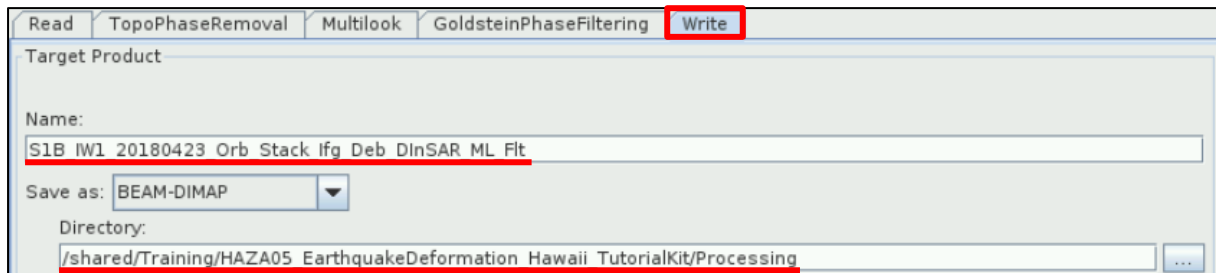 Read TopoPhaseRemoval Multilook GoldsteinPhaseFiltering Write
Target Product
Name:
S1B_IW1_20180423_Orb_Stack_Ifg_Deb_DInSAR_ML_Flt
Save as: BEAM-DIMAP
Directory:
/shared/Training/HAZA05_EarthquakeDeformation_Hawaii_TutorialKit/Processing ...